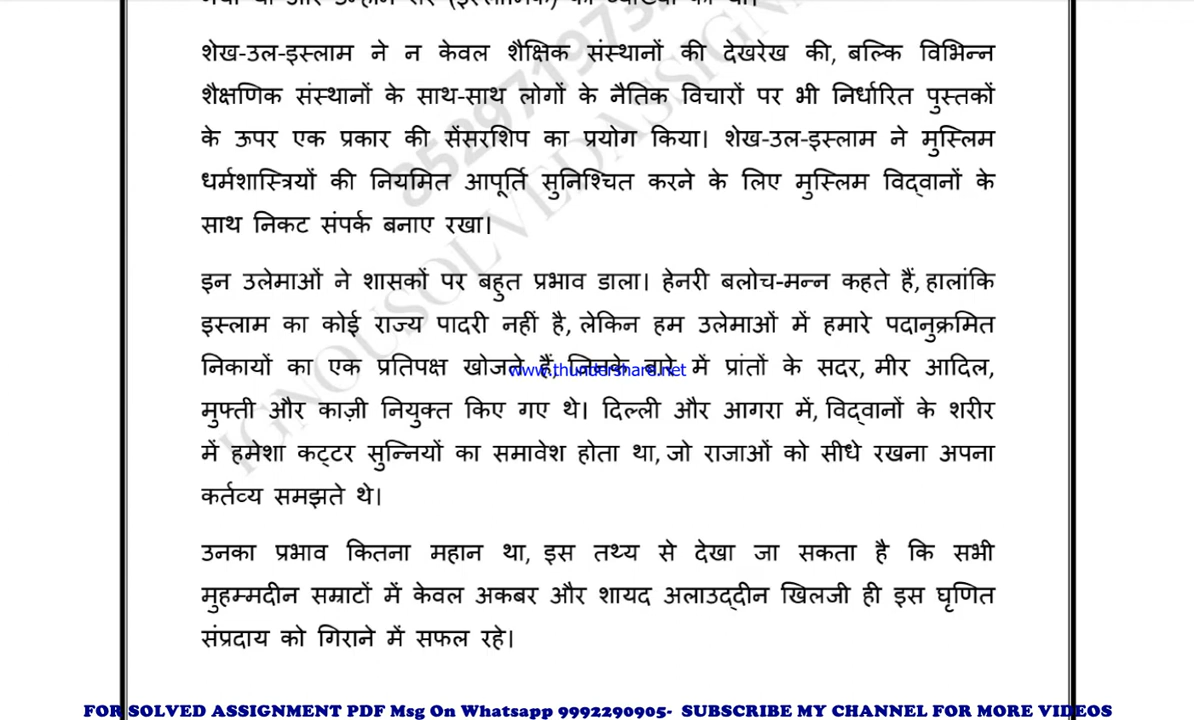 शेख-उल-इस्लाम ने न केवल शैक्षिक संस्थानों की देखरेख की, बल्कि विभिन्न
शैक्षणिक संस्थानों के साथ-साथ लोगों के नैतिक विचारों पर भी निर्धारित पुस्तकों
के ऊपर एक प्रकार की सेंसरशिप का प्रयोग किया। शेख-उल-इस्लाम ने मुस्लिम
धर्मशास्त्रियों की नियमित आपूर्ति सुनिश्चित करने के लिए मुस्लिम विद्वानों के
साथ निकट संपर्क बनाए रखा।
इन उलेमाओं ने शासकों पर बहुत प्रभाव डाला। हेनरी बलोच-मन्न कहते हैं, हालांकि
इस्लाम का कोई राज्य पादरी नहीं है, लेकिन हम उलेमाओं में हमारे पदानुक्रमित
निकायों का एक प्रतिपक्ष खोजते हैं, जिनके बारे में प्रांतों के सदर, मीर आदिल,
www.thundershare.net
मुफ्ती और काज़ी नियुक्त किए गए थे। दिल्ली और आगरा में, विद्वानों के शरीर
में हमेशा कट्टर सुन्नियों का समावेश होता था, जो राजाओं को सीधे रखना अपना
कर्तव्य समझते थे।
उनका प्रभाव कितना महान था, इस तथ्य से देखा जा सकता है कि सभी
मुहम्मदीन सम्राटों में केवल अकबर और शायद अलाउद्दीन खिलजी ही इस घृणित
संप्रदाय को गिराने में सफल रहे।
FOR SOLVED ASSIGNMENT PDF Msg On Whatsapp 9992290905- SUBSCRIBE MY CHANNEL FOR MORE VIDEOS